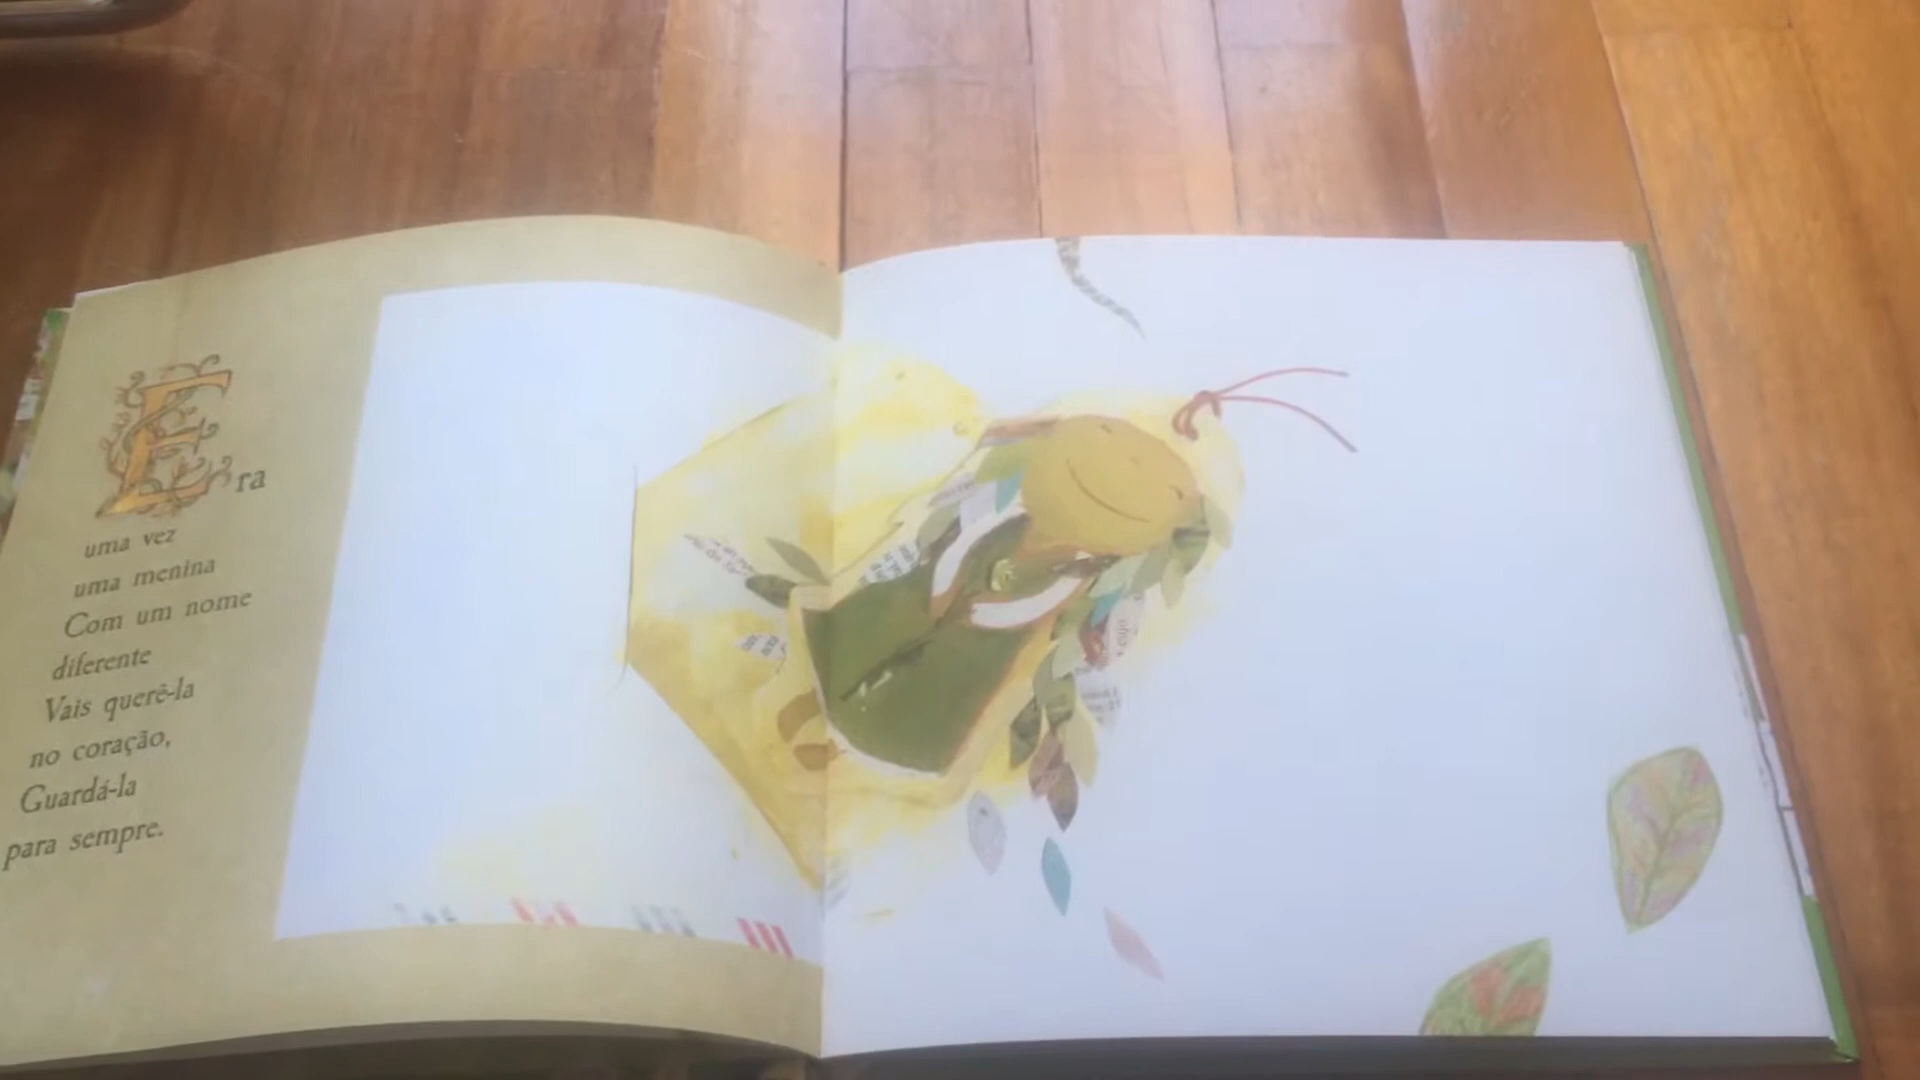 Era
uma vez
uma menina
Com um nome
diferente
Vais querê-la
no coração,
Guardá-la
para sempre.